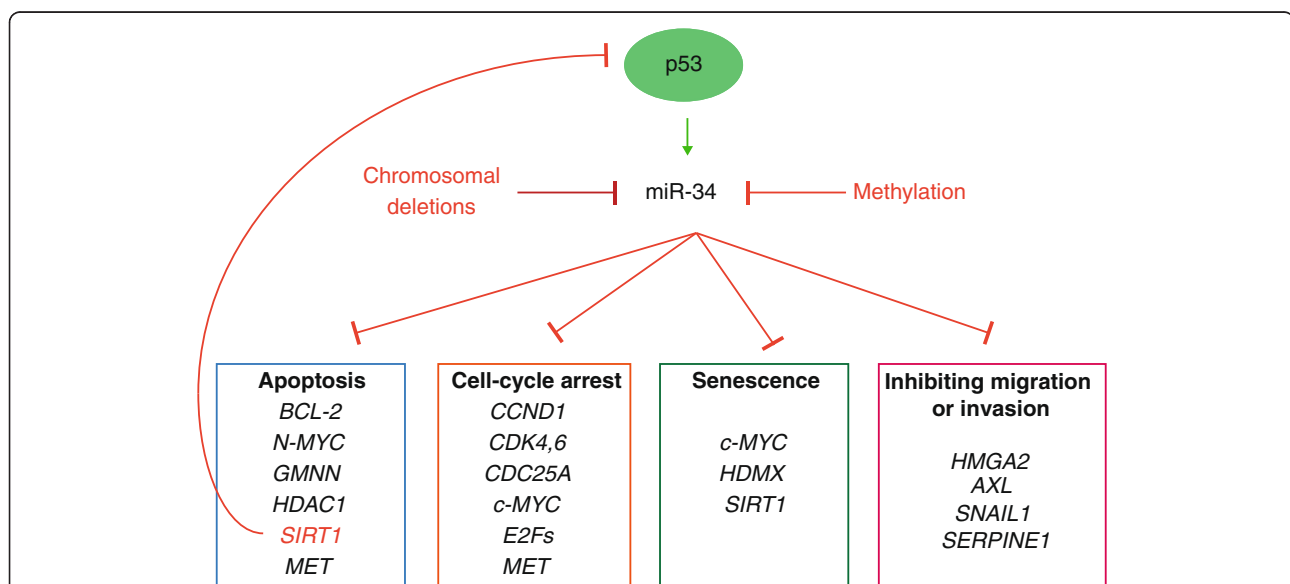 p53
Chromosomal
deletions
miR-34
Methylation
Apoptosis
BCL-2
N-MYC
GMNN
HDAC1
SIRT1
MET
Cell-cycle arrest
CCND1
CDK4,6
CDC25A
c-MYC
E2Fs
MET
Senescence
c-MYC
HDMX
SIRT1
Inhibiting migration
or invasion
HMGA2
AXL
SNAIL1
SERPINE1